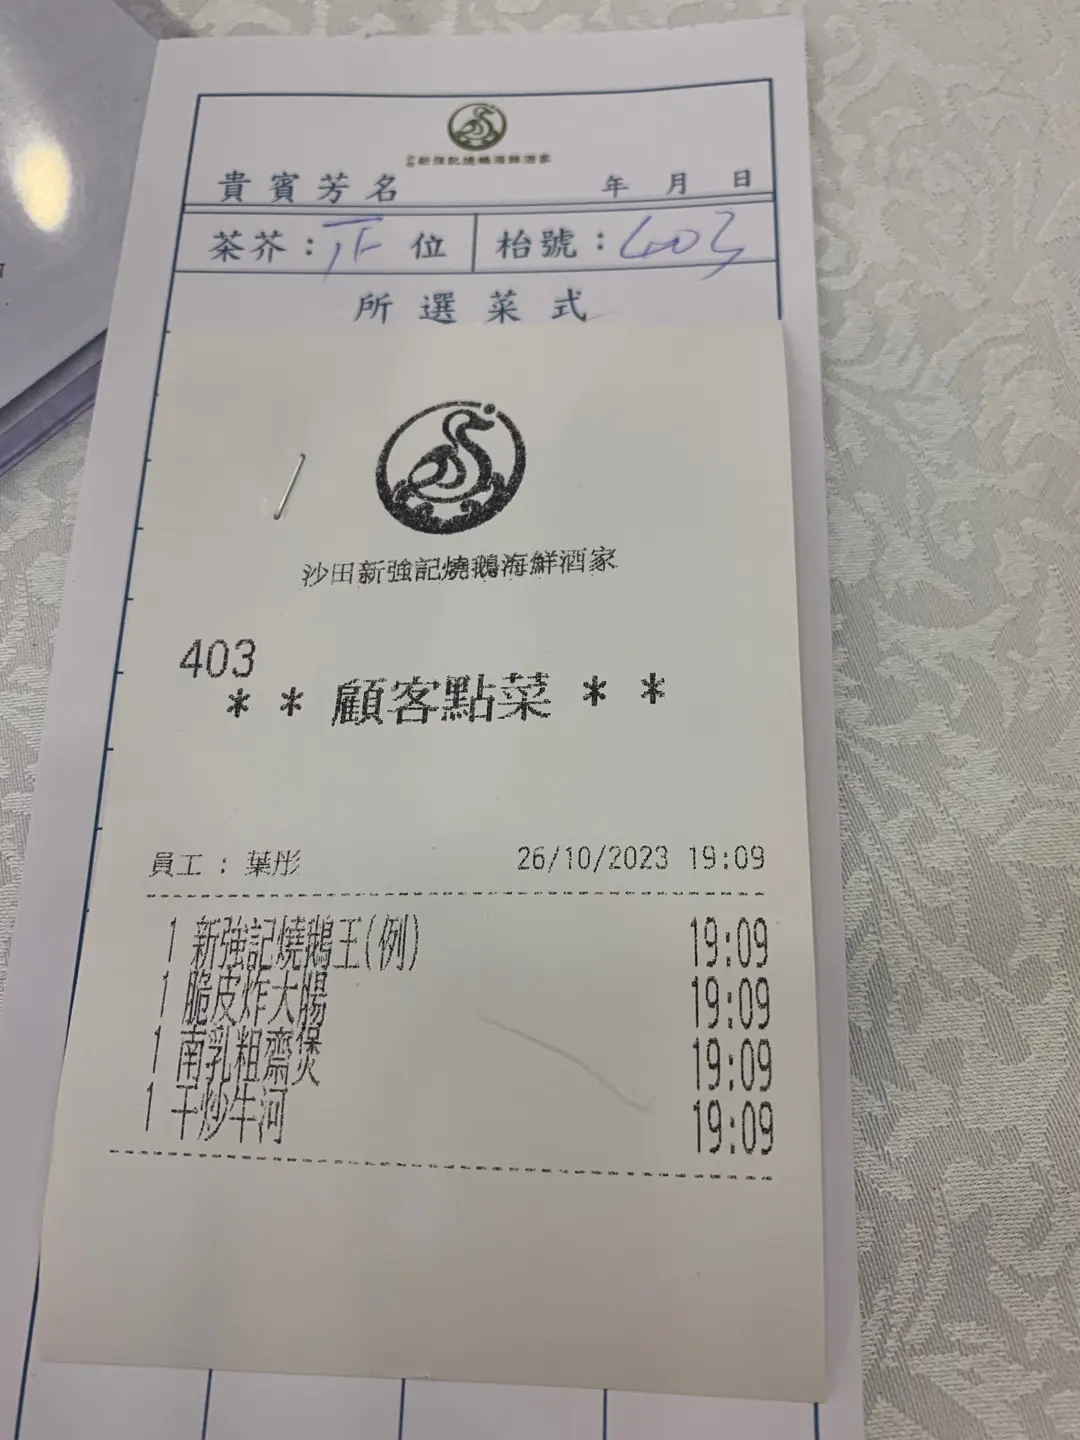 新強記燒鵝海鮮酒家
貴賓芳名 年 月 日
茶芥：正位 枱號：403
所選菜式
沙田新強記燒鵝海鮮酒家
403
* * 顧客點菜 * *
員工：葉彤 26/10/2023 19:09
1 新強記燒鵝王(例) 19:09
1 脆皮炸大腸 19:09
1 南乳粗齋煲 19:09
1 干炒牛河 19:09